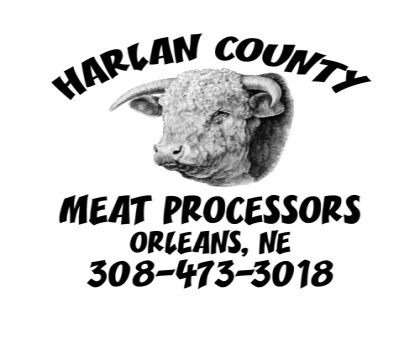 HARLAN COUNTY
MEAT PROCESSORS
ORLEANS, NE
308-473-3018